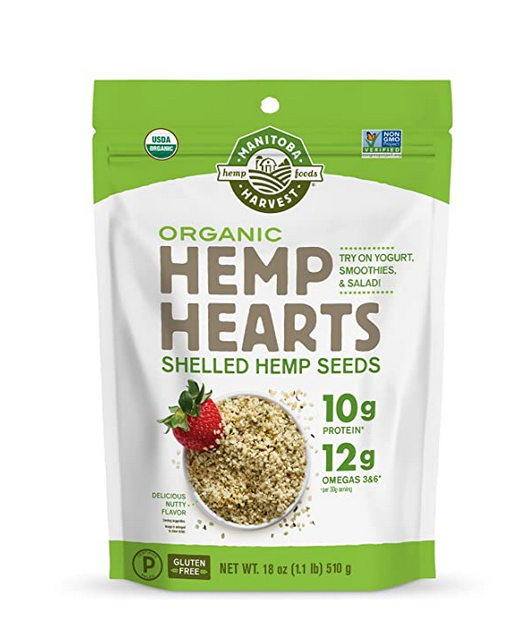 USDA
ORGANIC
NON
GMO
Project
VERIFIED
MANITOBA
hemp foods
HARVEST
®
ORGANIC
HEMP
HEARTS
TRY ON YOGURT,
SMOOTHIES,
& SALAD!
SHELLED HEMP SEEDS
10g
PROTEIN*
12g
OMEGAS 3&6*
*per 30g serving
DELICIOUS
NUTTY
FLAVOR
P
GLUTEN
FREE
NET WT. 18 oz (1.1 lb) 510 g